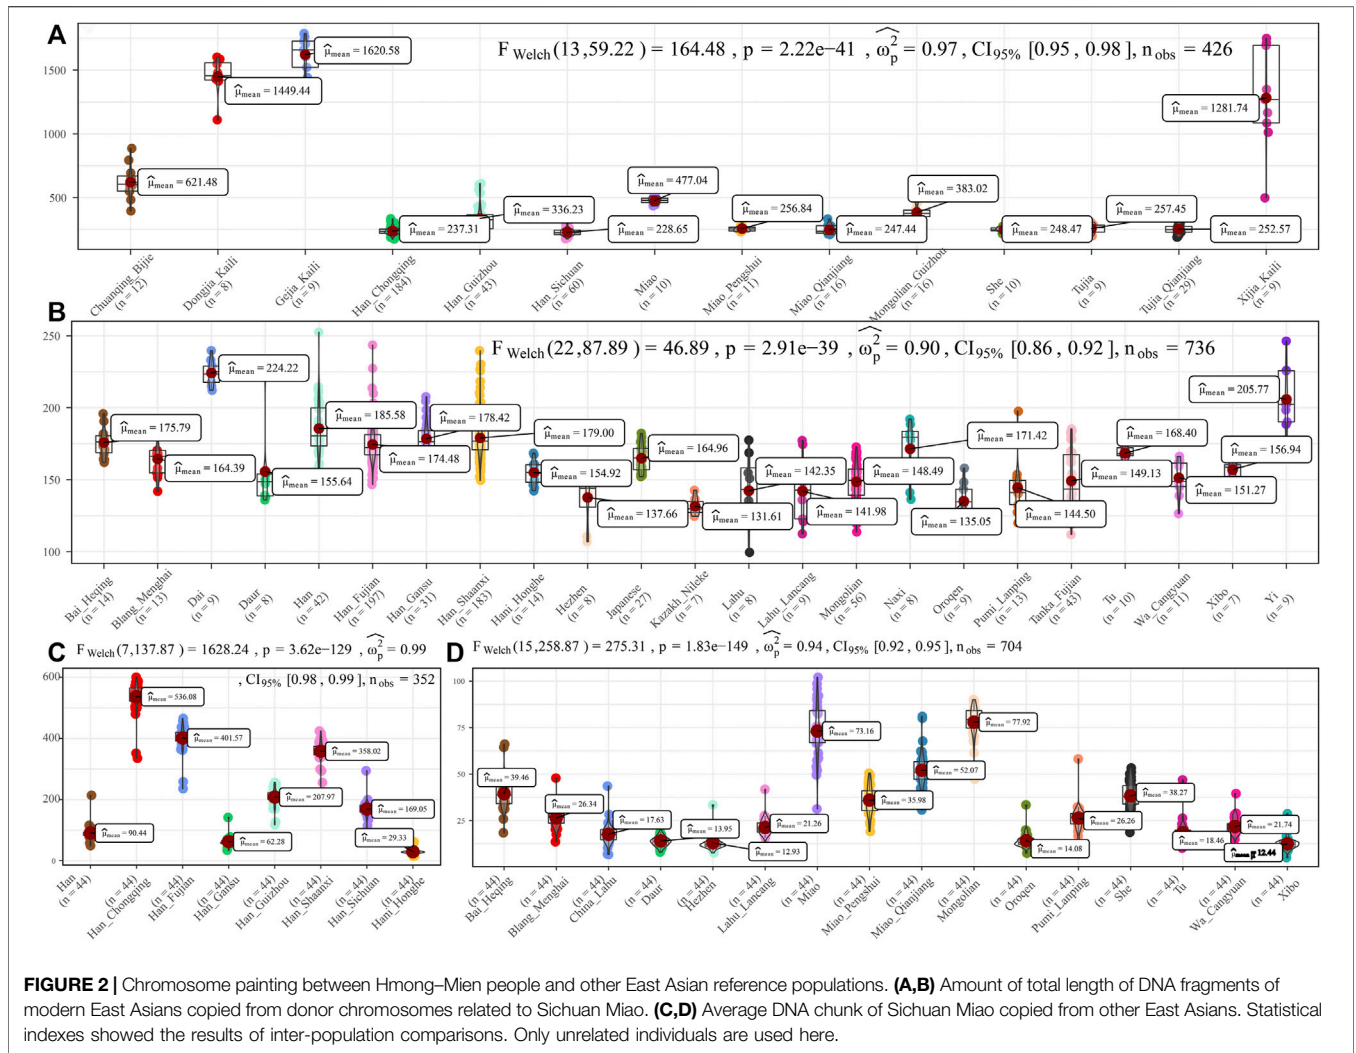 A
F Welch (13,59.22) = 164.48 , p = 2.22e−41 , ω̂²p = 0.97 , CI95% [0.95 , 0.98], nobs = 426
1500
1000
500
μ̂mean = 621.48
μ̂mean = 1449.44
μ̂mean = 1620.58
μ̂mean = 237.31
μ̂mean = 336.23
μ̂mean = 228.65
μ̂mean = 477.04
μ̂mean = 256.84
μ̂mean = 247.44
μ̂mean = 383.02
μ̂mean = 248.47
μ̂mean = 257.45
μ̂mean = 252.57
μ̂mean = 1281.74
Chuanqing_Bijie
(n = 12)
Dongjia_Kaili
(n = 8)
Gejia_Kaili
(n = 9)
Han_Chongqing
(n = 184)
Han_Guizhou
(n = 43)
Han_Sichuan
(n = 60)
Miao
(n = 10)
Miao_Pengshui
(n = 11)
Miao_Qianjiang
(n = 16)
Mongolian_Guizhou
(n = 16)
She
(n = 10)
Tujia
(n = 9)
Tujia_Qianjiang
(n = 29)
Xijia_Kaili
(n = 9)
B
F Welch (22,87.89) = 46.89 , p = 2.91e−39 , ω̂²p = 0.90 , CI95% [0.86 , 0.92], nobs = 736
250
200
150
100
μ̂mean = 175.79
μ̂mean = 164.39
μ̂mean = 224.22
μ̂mean = 155.64
μ̂mean = 185.58
μ̂mean = 174.48
μ̂mean = 178.42
μ̂mean = 179.00
μ̂mean = 154.92
μ̂mean = 137.66
μ̂mean = 164.96
μ̂mean = 131.61
μ̂mean = 142.35
μ̂mean = 141.98
μ̂mean = 148.49
μ̂mean = 171.42
μ̂mean = 135.05
μ̂mean = 144.50
μ̂mean = 149.13
μ̂mean = 168.40
μ̂mean = 151.27
μ̂mean = 156.94
μ̂mean = 205.77
Bai_Heqing
(n = 14)
Blang_Menghai
(n = 13)
Dai
(n = 9)
Daur
(n = 8)
Han
(n = 42)
Han_Fujian
(n = 197)
Han_Gansu
(n = 31)
Han_Shaanxi
(n = 183)
Hani_Honghe
(n = 14)
Hezhen
(n = 8)
Japanese
(n = 27)
Kazakh_Nilcke
(n = 7)
Lahu
(n = 8)
Lahu_Lancang
(n = 9)
Mongolian
(n = 56)
Naxi
(n = 8)
Oroqen
(n = 9)
Pumi_Lanping
(n = 13)
Tanka_Fujian
(n = 43)
Tu
(n = 10)
Wa_Cangyuan
(n = 11)
Xibo
(n = 7)
Yi
(n = 9)
C
F Welch (7,137.87) = 1628.24 , p = 3.62e−129 , ω̂²p = 0.99
, CI95% [0.98 , 0.99], nobs = 352
600
400
200
0
μ̂mean = 90.44
μ̂mean = 536.08
μ̂mean = 401.57
μ̂mean = 62.28
μ̂mean = 207.97
μ̂mean = 358.02
μ̂mean = 169.05
μ̂mean = 29.33
Han
(n = 44)
(n = 44)
Han_Chongqing
(n = 44)
Han_Fujian
(n = 44)
Han_Gansu
(n = 44)
Han_Guizhou
(n = 44)
Han_Shaanxi
(n = 44)
Han_Sichuan
(n = 44)
Hani_Honghe
D
F Welch (15,258.87) = 275.31 , p = 1.83e−149 , ω̂²p = 0.94 , CI95% [0.92 , 0.95], nobs = 704
100
75
50
25
μ̂mean = 39.46
μ̂mean = 26.34
μ̂mean = 17.63
μ̂mean = 13.95
μ̂mean = 12.93
μ̂mean = 21.26
μ̂mean = 73.16
μ̂mean = 35.98
μ̂mean = 52.07
μ̂mean = 77.92
μ̂mean = 14.08
μ̂mean = 26.26
μ̂mean = 38.27
μ̂mean = 18.46
μ̂mean = 21.74
μ̂mean = 12.44
(n = 44)
Bai_Heqing
(n = 44)
Blang_Menghai
(n = 44)
China_Lahu
(n = 44)
Daur
(n = 44)
Hezhen
(n = 44)
Lahu_Lancang
(n = 44)
Miao
(n = 44)
Miao_Pengshui
(n = 44)
Miao_Qianjiang
(n = 44)
Mongolian
(n = 44)
Oroqen
(n = 44)
Pumi_Lanping
(n = 44)
She
(n = 44)
Tu
(n = 44)
Wa_Cangyuan
(n = 44)
Xibo
FIGURE 2 | Chromosome painting between Hmong–Mien people and other East Asian reference populations. (A,B) Amount of total length of DNA fragments of
modern East Asians copied from donor chromosomes related to Sichuan Miao. (C,D) Average DNA chunk of Sichuan Miao copied from other East Asians. Statistical
indexes showed the results of inter-population comparisons. Only unrelated individuals are used here.